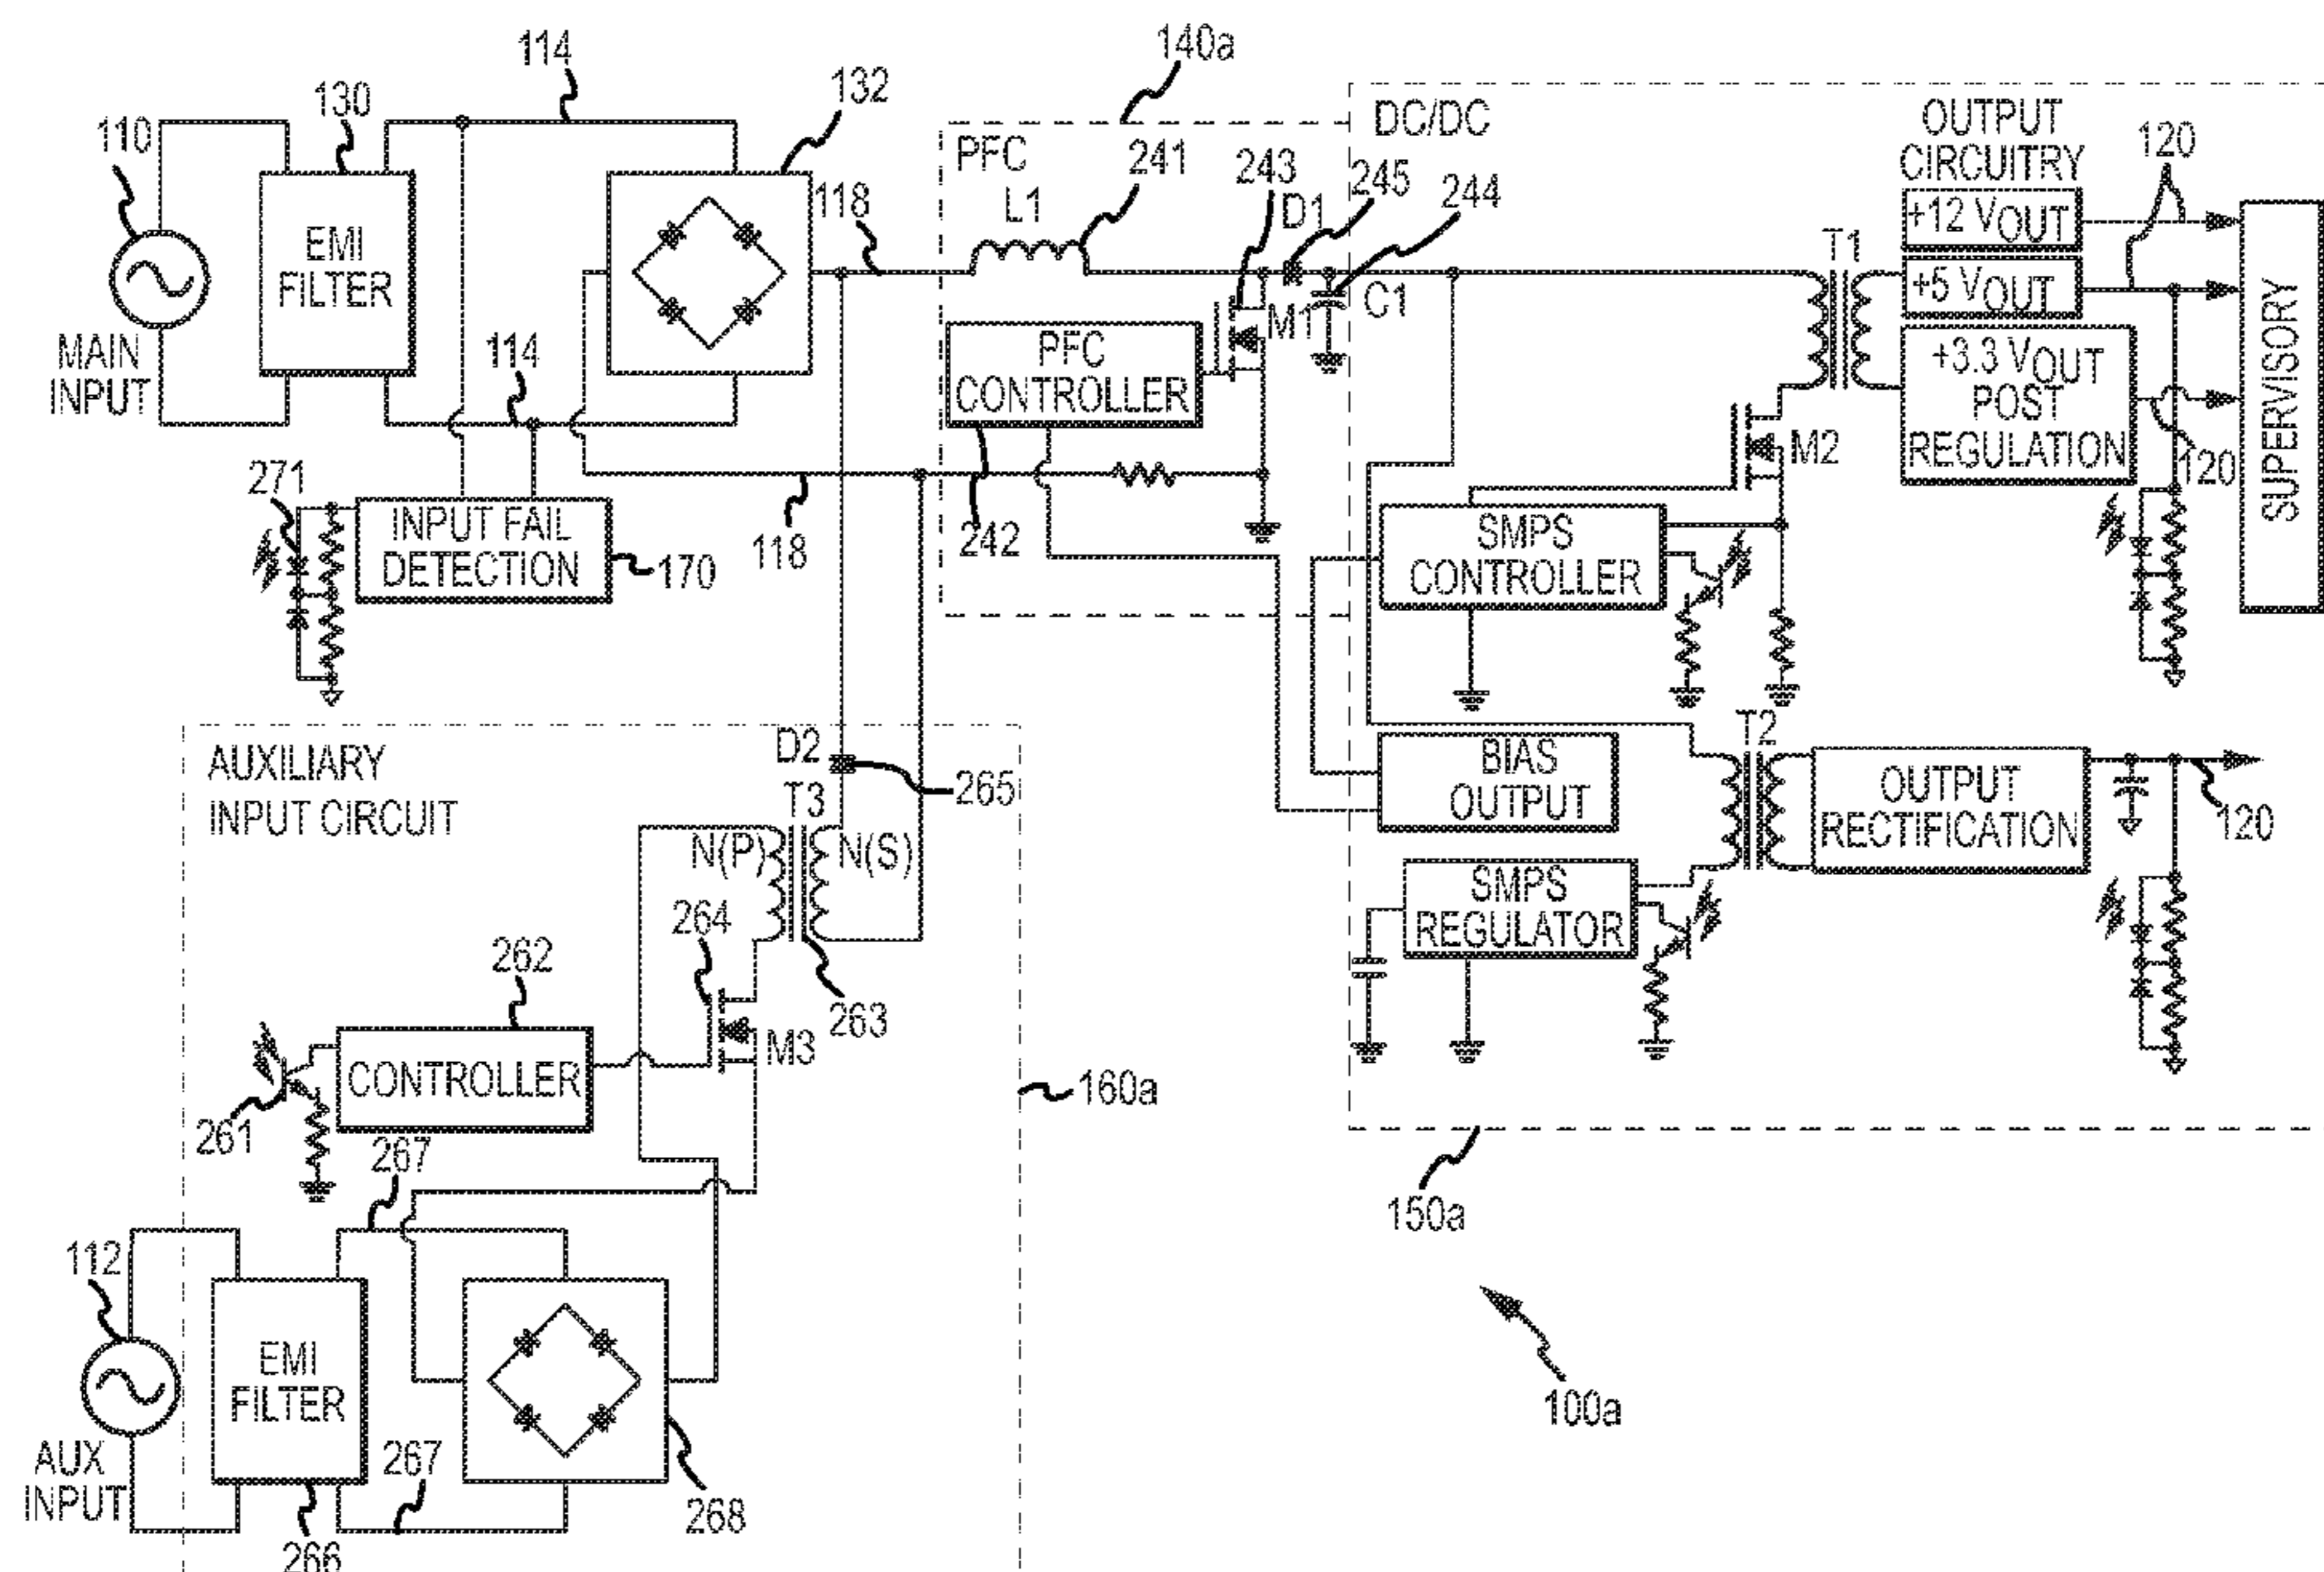 114
140a
130
132
110
DC/DC
OUTPUT
CIRCUITRY
120
PFC
241
243
245
244
118
L1
D1
+12 VOUT
T1
EMI
FILTER
+5 VOUT
C1
M1
MAIN
INPUT
114
PFC
CONTROLLER
+3.3 VOUT
POST
REGULATION
SUPERVISORY
M2
120
271
INPUT FAIL
DETECTION
170
118
242
SMPS
CONTROLLER
AUXILIARY
INPUT CIRCUIT
D2
265
T3
N(P)
N(S)
T2
BIAS
OUTPUT
OUTPUT
RECTIFICATION
120
SMPS
REGULATOR
264
262
263
M3
CONTROLLER
160a
261
267
150a
112
EMI
FILTER
100a
AUX
INPUT
267
268
266